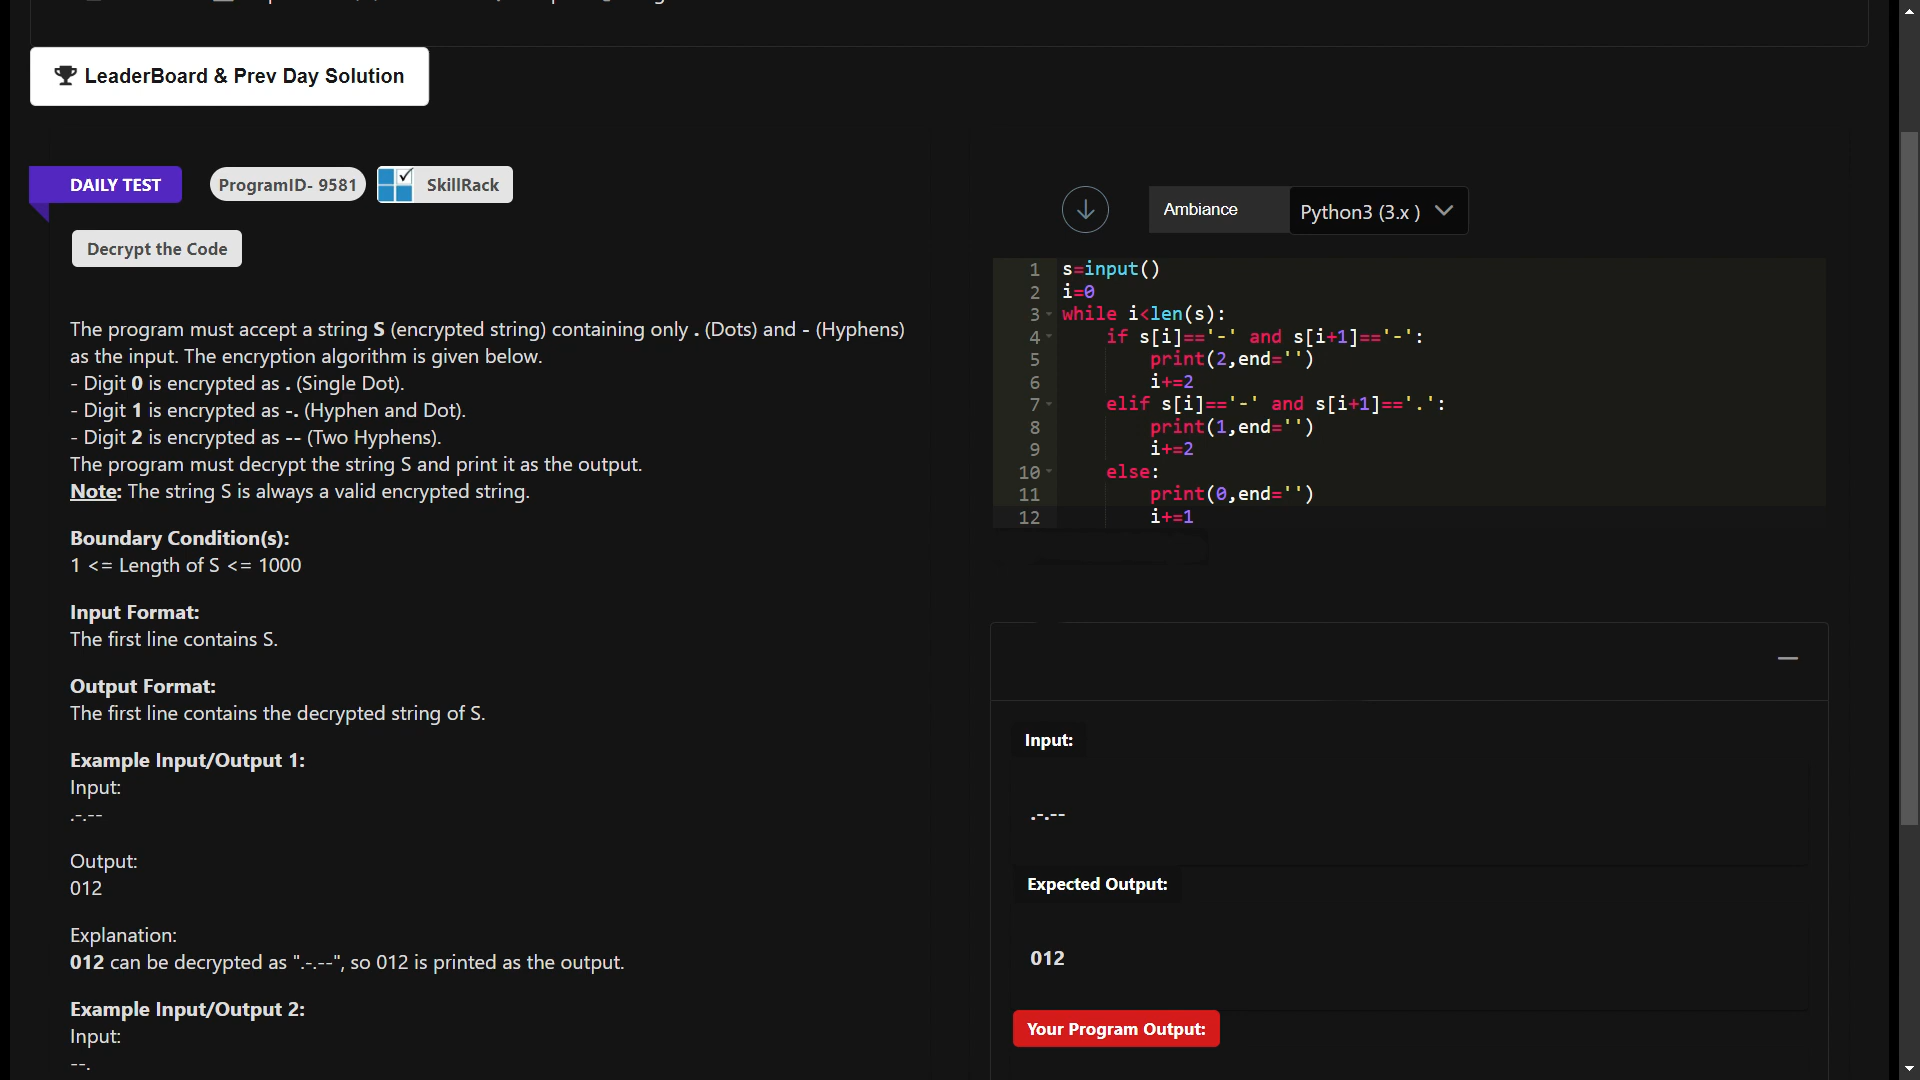 LeaderBoard & Prev Day Solution
DAILY TEST
ProgramID- 9581
SkillRack
Decrypt the Code
The program must accept a string S (encrypted string) containing only . (Dots) and - (Hyphens)
as the input. The encryption algorithm is given below.
- Digit 0 is encrypted as . (Single Dot).
- Digit 1 is encrypted as -. (Hyphen and Dot).
- Digit 2 is encrypted as -- (Two Hyphens).
The program must decrypt the string S and print it as the output.
Note: The string S is always a valid encrypted string.
Boundary Condition(s):
1 <= Length of S <= 1000
Input Format:
The first line contains S.
Output Format:
The first line contains the decrypted string of S.
Example Input/Output 1:
Input:
.-.--
Output:
012
Explanation:
012 can be decrypted as ".-.--", so 012 is printed as the output.
Example Input/Output 2:
Input:
--.
Ambiance
Python3 (3.x )
1 s=input()
2 i=0
3 while i<len(s):
4     if s[i]=='-' and s[i+1]=='-':
5         print(2,end='')
6         i+=2
7     elif s[i]=='-' and s[i+1]=='.':
8         print(1,end='')
9         i+=2
10     else:
11         print(0,end='')
12         i+=1
Input:
.-.--
Expected Output:
012
Your Program Output: